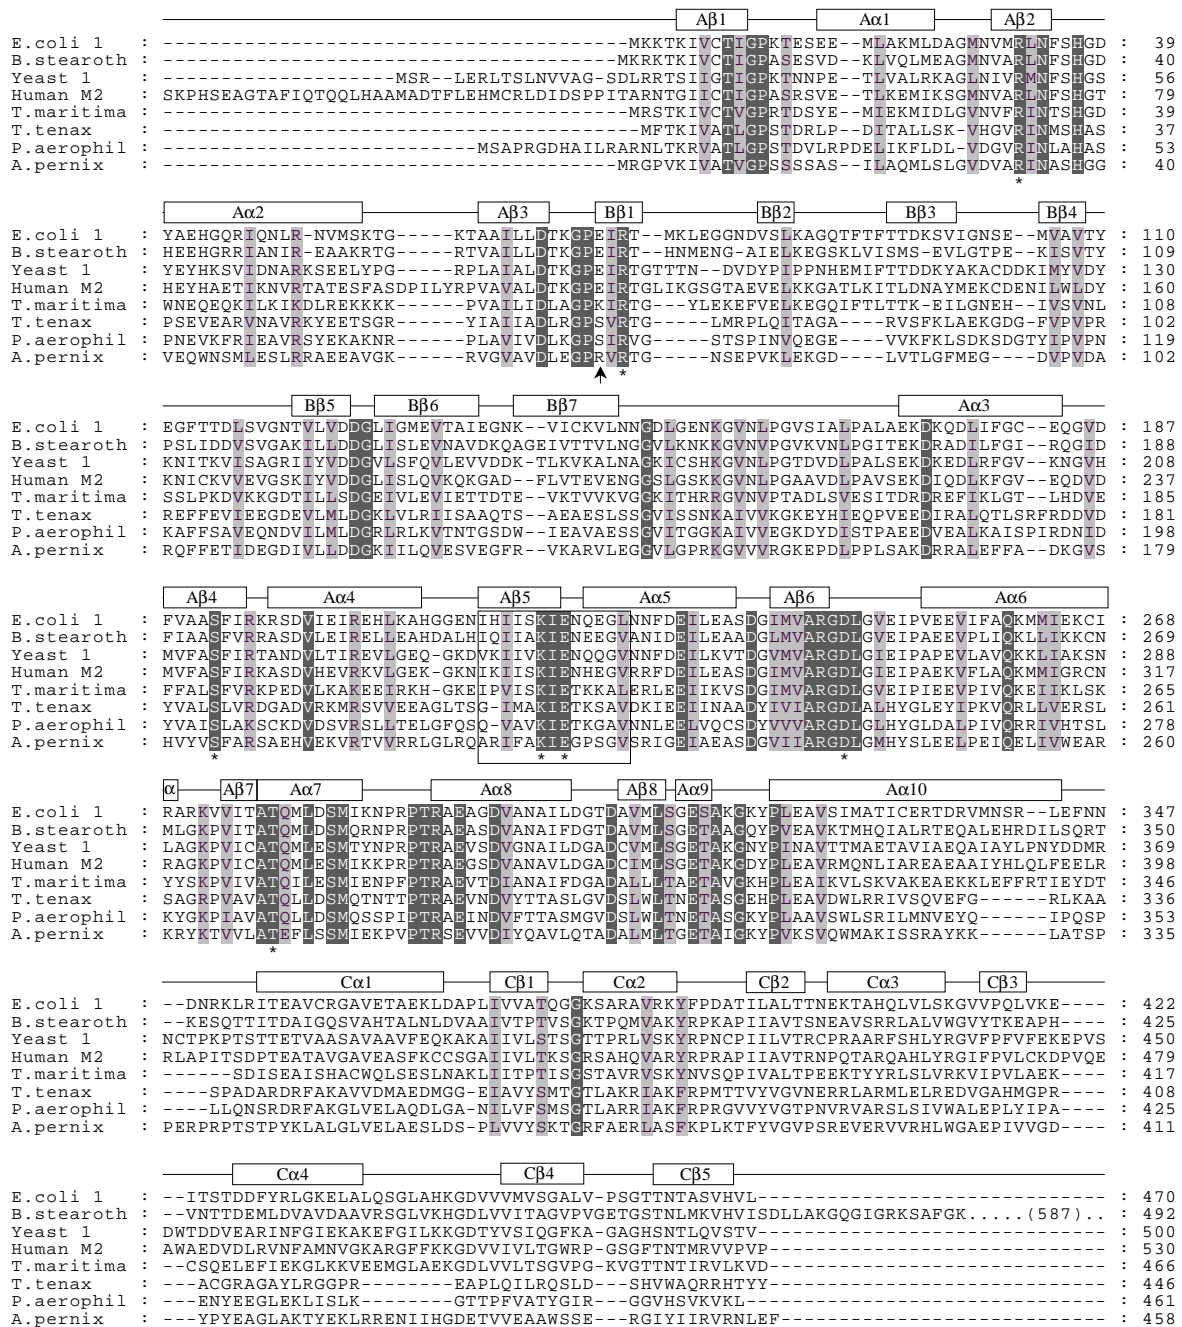 Aβ1 Aα1 Aβ2
E.coli 1 : ---------------------------------------MKKTKIVCTIGPKTESEE--MLAKMLDAGMNVMRLNFSHGD : 39
B.stearoth : ---------------------------------------MKRKTKIVCTIGPASESVD--KLVQLMEAGMNVARLNFSHGD : 40
Yeast 1 : --------------------MSR--LERLTSLNVVAG-SDLRRTSIIGTIGPKTNNPE--TLVALRKAGLNIVRMNFSHGS : 56
Human M2 : SKPHSEAGTAFIQTQQLHAAMADTFLEHMCRLDIDSPPITARNTGIICTIGPASRSVE--TLKEMIKSGMNVARLNFSHGT : 79
T.maritima : ----------------------------------------MRSTKIVCTVGPRTDSYE--MIEKMIDLGVNVFRINTSHGD : 39
T.tenax : ----------------------------------------MFTKIVATLGPSTDRLP--DITALLSK-VHGVRINMSHAS : 37
P.aerophil : ---------------------------MSAPRGDHAILRARNLTKRVATLGPSTDVLRPDELIKFLDL-VDGVRINLAHAS : 53
A.pernix : ---------------------------------------MRGPVKIVATVGPSSSSAS--ILAQMLSLGVDVARINASHGG : 40
*
Aα2 Aβ3 Bβ1 Bβ2 Bβ3 Bβ4
E.coli 1 : YAEHGQRIQNLR-NVMSKTG------KTAAILLDTKGPEIRT--MKLEGGNDVSLKAGQTFTFTTDKSVIGNSE--MVAVTY : 110
B.stearoth : HEEHGRRIANIR-EAAKRTG------RTVAILLDTKGPEIRT--HNMENG-AIELKEGSKLVISMS-EVLGTPE--KISVTY : 109
Yeast 1 : YEYHKSVIDNARKSEELYPG------RPLAIALDTKGPEIRTGTTTN--DVDYPIPPNHEMIFTTDDKYAKACDDKIMYVDY : 130
Human M2 : HEYHAETIKNVRTATESFASDPILYRPVAVALDTKGPEIRTGLIKGSGTAEVELKKGATLKITLDNAYMEKCDENILWLDY : 160
T.maritima : WNEQEQKILKIKDLREKKKK------PVAILIDLAGPEIRTG---YLEKEFVELKEGQIFTLTTK-EILGNEH--IVSVNL : 108
T.tenax : PSEVEARVNAVRKYEETSGR------YIAIIADLRGPSVRTG-----LMRPLQITAGA---RVSFKLAEKGDG-FVPVPR : 102
P.aerophil : PNEVKFRIEAVRSYEKAKNR------PLAVIVDLKGPSIRVG-----STSPINVQEGE---VVKFKLSDKSDGTYIPVPN : 119
A.pernix : VEQWNSMLESLRRAEEAVGK------RVGVAVDLEGPRVRTG-----NSEPVKLEKGD--LVTLGFMEG-----DVPVDA : 102
*
Bβ5 Bβ6 Bβ7 Aα3
E.coli 1 : EGFTTDLSVGNTVLVDDGLIGMEVTAIEGNK--VICKVLNNGDLGENKGVNLPGVSIALPALAEKDKQDLIFGC--EQGVD : 187
B.stearoth : PSLIDDVSVGAKILLDDGLISLEVNAVDKQAGEIVTTVLNGGVLKNKKGVNVPGVKVNLPGITEKDRADILFGI--RQGID : 188
Yeast 1 : KNITKVISAGRIIYVDDGVLSFQVLEVVDDK-TLKVKALNAGKICSHKGVNLPGTDVDLPALSEKDKEDLRFGV--KNGVH : 208
Human M2 : KNICKVVEVGSKIYVDDGLISLQVKQKGAD--FLVTEVENGGSLGSKKGVNLPGAAVDLPAVSEKDIQDLKFGV--EQDVD : 237
T.maritima : SSLPKDVKKGDTILLSDGEIVLEVIETTDTE--VKTVVKVGGKITHRRGVNVPTADLSVESITDRDREFIKLGT--LHDVE : 185
T.tenax : REFFEVIEEGDEVLMLDGKLVLRIISAAQTS--AEAESLSSGVISSNKAIVVKGKEYHIEQPVEEDIRALQTLSRFRDDVD : 181
P.aerophil : KAFFSAVEQNDVILMLDGRLRLKVTNTGSDW--IEAVAESSGVITGGKAIVVEGKDYDISTPAEEDVEALKAISPIRDNID : 198
A.pernix : RQFFETIDEGDIVLLDDGKIILQVESVEGFR--VKARVLEGGVLGPRKGVVVRGKEPDLPPLSAKDRRALEFFA--DKGVS : 179
Aβ4 Aα4 Aβ5 Aα5 Aβ6 Aα6
E.coli 1 : FVAASFIRKRSDVIEIREHLKAHGGENIHIISKIENQEGLNNFDEILEASDGIMVARGDLGVEIPVEEVIFAQKMMIEKCI : 268
B.stearoth : FIAASFVRRASDVLEIRELLEAHDALHIQIIAKIENEEGVANIDEILEAADGLMVARGDLGVEIPAEEVPLIQKLLIKKCN : 269
Yeast 1 : MVFASFIRTANDVLTIREVLGEQ-GKDVKIIVKIENQQGVNNFDEILKVTDGVMVARGDLGIEIPAPEVLAVQKKLIAKSN : 288
Human M2 : MVFASFIRKASDVHEVRKVLGEK-GKNIKIISKIENHEGVRRFDEILEASDGIMVARGDLGIEIPAEKVFLAQKMMIGRCN : 317
T.maritima : FFALSFVRKPEDVLKAKEEIRKH-GKEIPVISKIETKKALERLEEIIKVSDGIMVARGDLGVEIPIEEVPIVQKEIIKLSK : 265
T.tenax : YVALSLVRDGADVRKMRSVVEEAGLTSG-IMAKIETKSAVDKIEEIINAADYIVIARGDLGLEYIPKVQRLLVERSL : 261
P.aerophil : YVAISLAKSCKDVDSVRSLLTELGFQSQ-VAVKIETKGAVNNLEELVQCSDYVVVARGDLGLHYGLDALPIVQRRIVHTSL : 278
A.pernix : HVYVSFARSAEHVEKVRTVVRRLGLRQARIFAKIEGPSGVSRIGEIAEASDGVIIARGDLGMHYSLEELPEIQELIVWEAR : 260
* * * *
α Aβ7 Aα7 Aα8 Aβ8 Aα9 Aα10
E.coli 1 : RARKVVITATQMLDSMIKNPRPTRAEAGDVANAILDGTDAVMLSGESAKGKYPLEAVSIMATICERTDRVMNSR--LEFNN : 347
B.stearoth : MLGKPVITATQMLDSMQRNPRPTRAEASDVANAIFDGTDAVMLSGETAAGQYPVEAVKTMHQIALRTEQALEHRDILSQRT : 350
Yeast 1 : LAGKPVICATQMLESMTYNPRPTRAEVSDVGNAILDGADCVMLSGETAKGNYPINAVTTMAETAVIAEQAIAYLPNYDDMR : 369
Human M2 : RAGKPVICATQMLESMIKKPRPTRAEGSDVANAVLDGADCIMLSGETAKGDYPLEAVRMQNLIAREAEAAIYHLQLFEELR : 398
T.maritima : YYSKPVIVATQILESMIENPFPTRAEVTDIANAIFDGADALLLTAETAVGKHPLEAIKVLSKVAKEAEKKLEFFRTIEYDT : 346
T.tenax : SAGRPVAVATQLLDSMQTNTTPTRAEVNDVYTTASLGVDSLWLTNETASGEHPLEAVDWLRRIVSQVEFG-----RLKAA : 336
P.aerophil : KYGKPIAVATQLLDSMQSSPIPTRAEINDVFTTASMGVDSLWLTNETASGKYPLAAVSWLSRILMNVEYQ-----IPQSP : 353
A.pernix : KRYKTVVLATEFLSSMIEKPVPTRSEVVDIYQAVLQTADALMLTGETAIGKYPVKSVQWMAKISSRAYKK------LATSP : 335
*
Cα1 Cβ1 Cα2 Cβ2 Cα3 Cβ3
E.coli 1 : --DNRKLRITEAVCRGAVETAEKLDAPLIVVATQGGKSARAVRKYFPDATILALTTNEKTAHQLVLSKGVVPQLVKE---- : 422
B.stearoth : --KESQTTITDAIGQSVAHTALNLDVAAIVTPTVSGKTPQMVAKYRPKAPIIAVTSNEAVSRRLALVWGVYTKEAPH---- : 425
Yeast 1 : NCTPKPTSTTETVAASAVAAVFEQKAKAIIVLSTSGTTPRLVSKYRPNCPIILVTRCPRAARFSHLYRGVFPFVFEKEPVS : 450
Human M2 : RLAPITSDPTEATAVGAVEASFKCCSGAIIVLTKSGRSAHQVARYRPRAPIIAVTRNPQTARQAHLYRGIFPVLCKDPVQE : 479
T.maritima : ----SDISEAISHACWQLSESLNAKLIITPTISGSTAVRVSKYNVSQPIVALTPEEKTYYRLSLVRKVIPVLAEK---- : 417
T.tenax : ----SPADARDRFAKAVVDMAEDMGG-EIAVYSMTGTLAKRIAKFRPMTTVYVGVNERRLARMLELREDVGAHMGPR---- : 408
P.aerophil : ----LLQNSRDRFAKGLVELAQDLGA-NILVFSMSGTLARRIAKFRPRGVVYVGTPNVRVARSLSIVWALEPLYIPA---- : 425
A.pernix : PERPRPTSTPYKLALGLVELAESLDS-PLVVYSKTGRFAERLASFKPLKTFYVGVPSREVERVVRHLWGAEPIVVGD---- : 411
Cα4 Cβ4 Cβ5
E.coli 1 : --ITSTDDFYRLGKELALQSGLAHKGDVVVMVSGALV-PSGTTNTASVHVL------------------------------ : 470
B.stearoth : --VNTTDEMLDVAVDAAVRSGLVKHGDLVVITAGVPVGETGSTNLMKVHVISDLLAKGQGIGRKSAFGK.....(587).. : 492
Yeast 1 : DWTDDVEARINFGIEKAKEFGILKKGDTYVSIQGFKA-GAGHSNTLQVSTV------------------------------ : 500
Human M2 : AWAEDVDLRVNFAMNVGKARGFFKKGDVVIVLTGWRP-GSGFTNTMRVVPVP----------------------------- : 530
T.maritima : --CSQELEFIEKGLKKVEEMGLAEKGDLVVLTSGVPG-KVGTTNTIRVLKVD----------------------------- : 466
T.tenax : ---ACGRAGAYLRGGPR------EAPLQILRQSLD---SHVWAQRRHTYY------------------------------- : 446
P.aerophil : ---ENYEEGLEKLISLK------GTTPFVATYGIR---GGVHSVKVKL--------------------------------- : 461
A.pernix : ---YPYEAGLAKTYEKLRRENIIHGDETVVEAAWSSE--RGIYIIRVRNLEF---------------------------- : 458